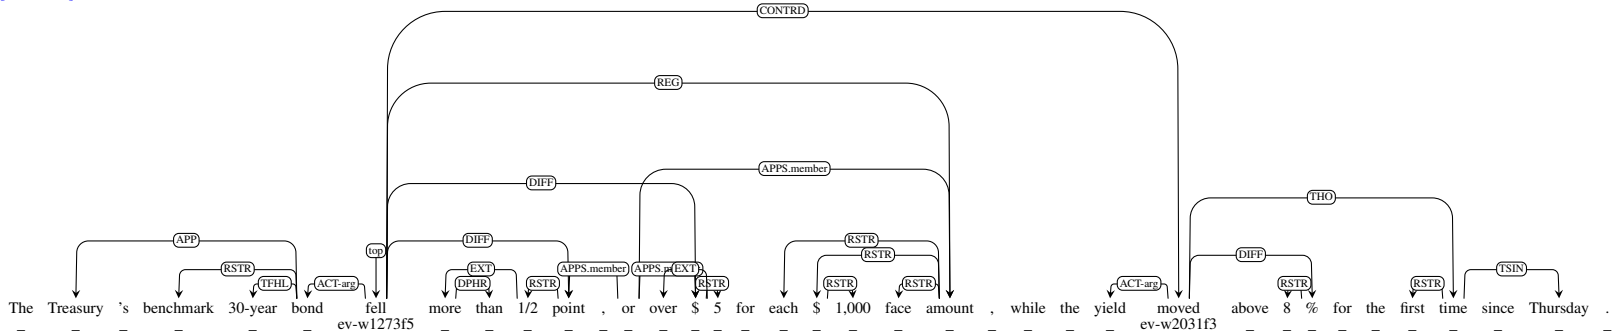 CONTRD
REG
APPS.member
DIFF
THO
APP DIFF RSTR
top RSTR DIFF
RSTR EXT APPS.member APPS.m EXT TSIN
TFHL ACT-arg DPHR RSTR RSTR RSTR RSTR ACT-arg RSTR RSTR
The Treasury 's benchmark 30-year bond fell more than 1/2 point , or over $ 5 for each $ 1,000 face amount , while the yield moved above 8 % for the first time since Thursday .
_ _ _ _ _ _ ev-w1273f5 _ _ _ _ _ _ _ _ _ _ _ _ _ _ _ _ _ _ _ ev-w2031f3 _ _ _ _ _ _ _ _ _ _